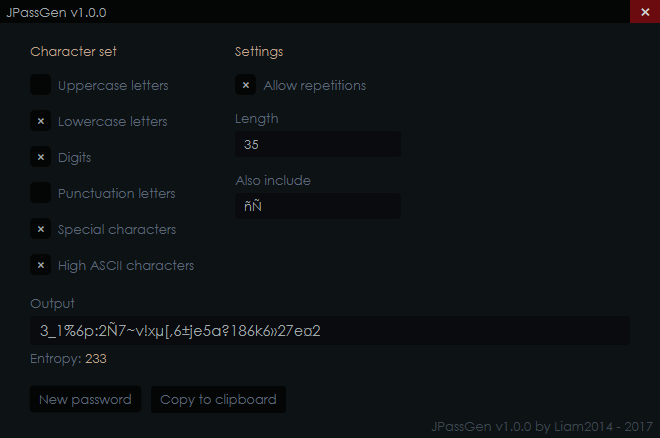 JPassGen v1.0.0
Character set
Uppercase letters
Lowercase letters
Digits
Punctuation letters
Special characters
High ASCII characters
Settings
Allow repetitions
Length
35
Also include
ñÑ
Output
3_1%6p:2Ñ7~v!xµ[,6±je5a?186k6»27e¤2
Entropy: 233
New password
Copy to clipboard
JPassGen v1.0.0 by Liam2014 - 2017